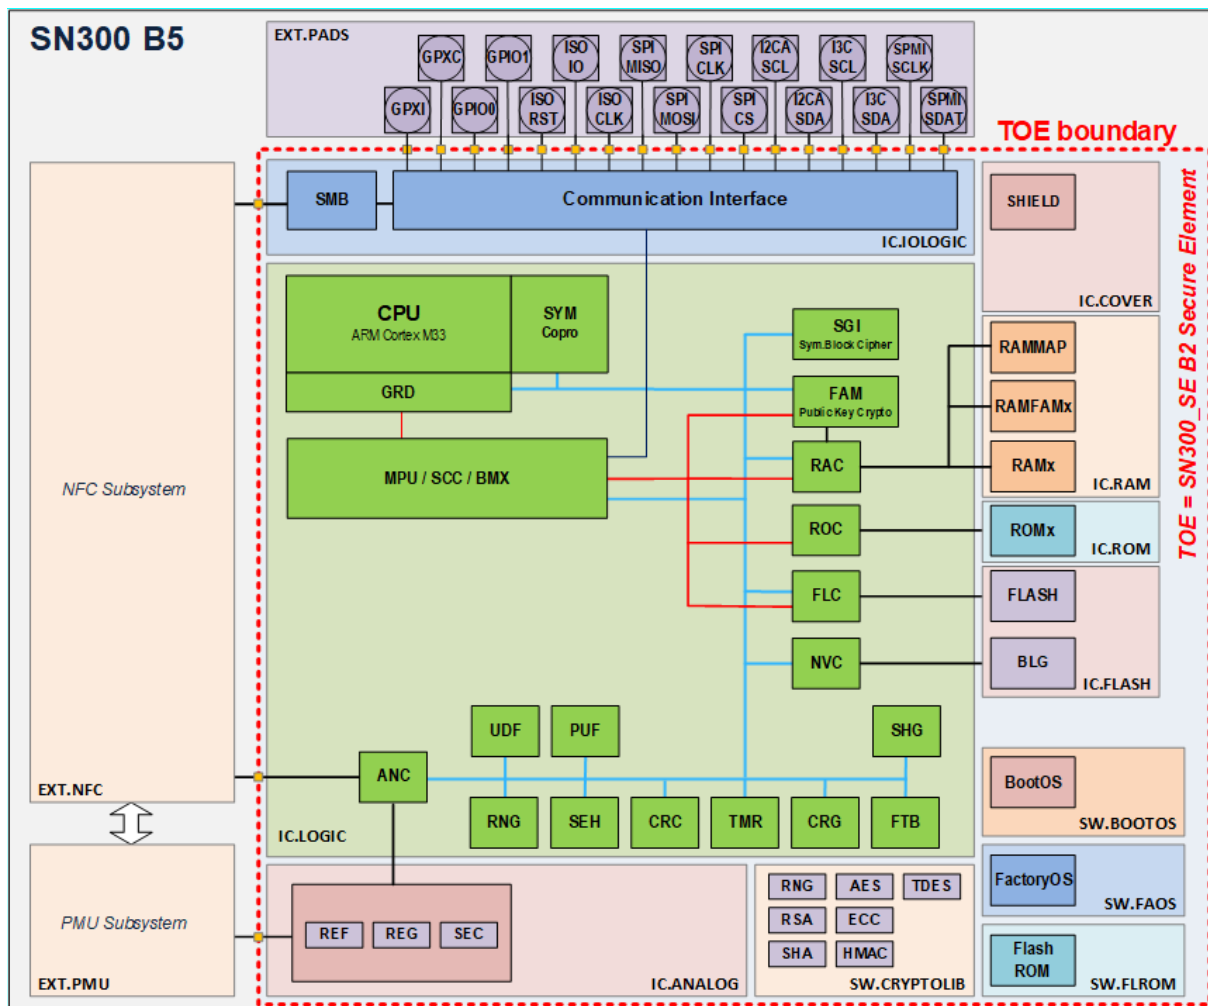 SN300 B5
EXT.PADS
GPXC
GPIO1
ISO
IO
SPI
MISO
SPI
CLK
I2CA
SCL
I3C
SCL
SPMI
SCLK
GPXI
GPIO0
ISO
RST
ISO
CLK
SPI
MOSI
SPI
CS
I2CA
SDA
I3C
SDA
SPMI
SDAT
TOE boundary
TOE = SN300_SE B2 Secure Element
SMB
Communication Interface
IC.IOLOGIC
SHIELD
IC.COVER
CPU
ARM Cortex M33
SYM
Copro
GRD
MPU / SCC / BMX
SGI
Sym.Block Cipher
FAM
Public Key Crypto
RAC
ROC
FLC
NVC
RAMMAP
RAMFAMx
RAMx
IC.RAM
ROMx
IC.ROM
FLASH
BLG
IC.FLASH
NFC Subsystem
EXT.NFC
UDF
PUF
SHG
ANC
RNG
SEH
CRC
TMR
CRG
FTB
IC.LOGIC
BootOS
SW.BOOTOS
PMU Subsystem
EXT.PMU
REF
REG
SEC
IC.ANALOG
RNG
AES
TDES
RSA
ECC
SHA
HMAC
SW.CRYPTOLIB
FactoryOS
SW.FAOS
Flash
ROM
SW.FLROM